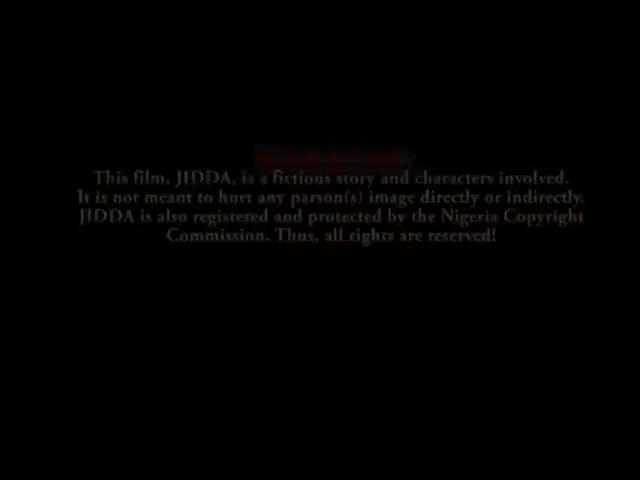 This film, JIDDA, is a fictious story and characters involved.
It is not meant to hurt any parson(s) image directly or indirectly.
JIDDA is also registered and protected by the Nigeria Copyright
Commission. Thus, all rights are reserved!